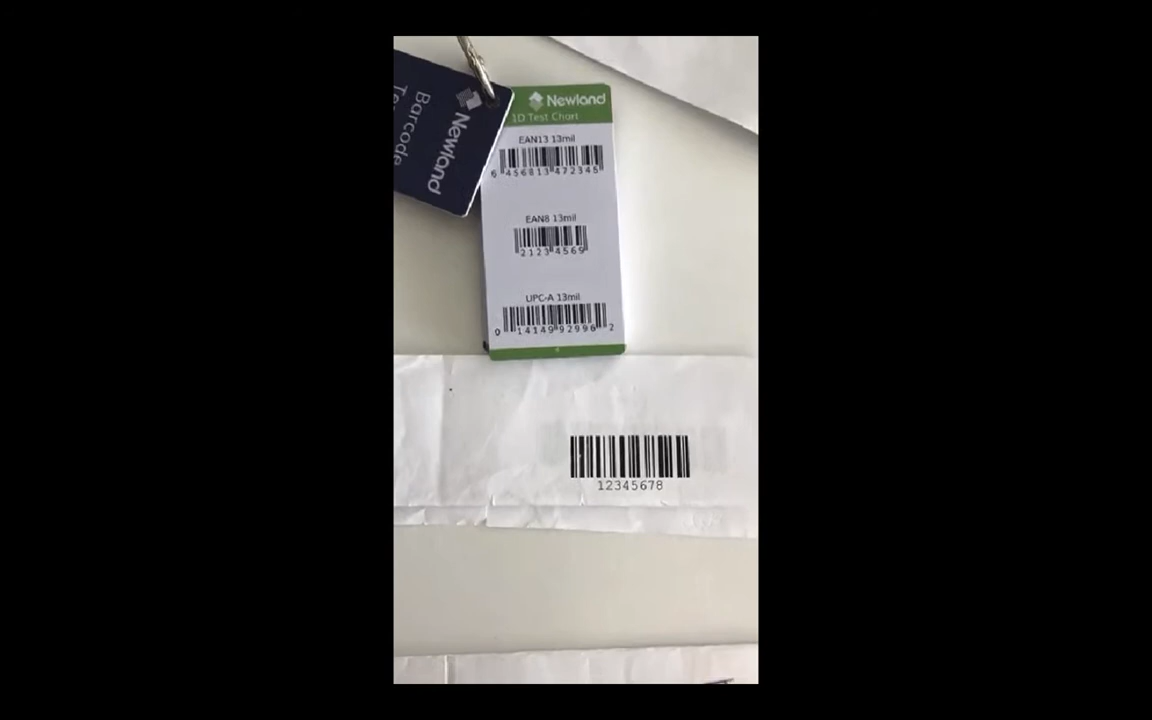 Newland
Barcode
Newland
1D Test Chart
EAN13 13mil
6 456813 472345
EAN8 13mil
2123 4569
UPC-A 13mil
0 14149 92996 2
12345678